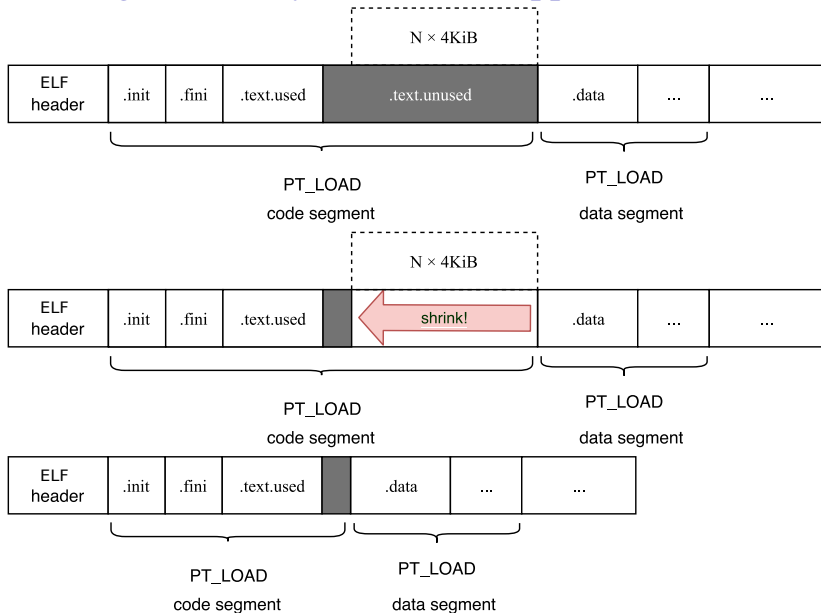 N × 4KiB
ELF header .init .fini .text.used .text.unused .data ... ...
PT_LOAD PT_LOAD
code segment data segment
N × 4KiB
ELF header .init .fini .text.used shrink! .data ... ...
PT_LOAD PT_LOAD
code segment data segment
ELF header .init .fini .text.used .data ... ...
PT_LOAD PT_LOAD
code segment data segment